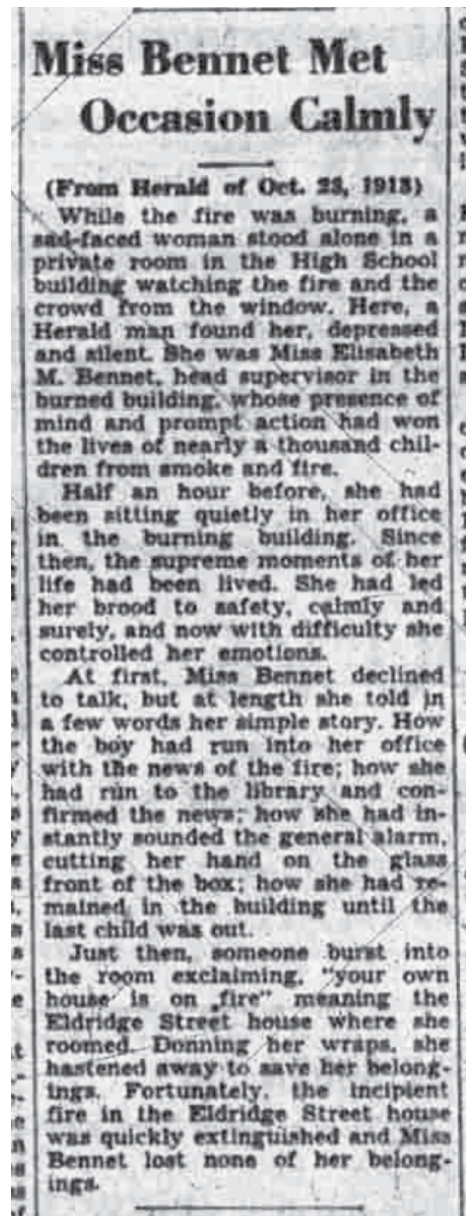 Miss Bennet Met
Occasion Calmly
(From Herald of Oct. 23, 1913)
While the fire was burning, a
sad-faced woman stood alone in a
private room in the High School
building watching the fire and the
crowd from the window. Here, a
Herald man found her, depressed
and silent. She was Miss Elisabeth
M. Bennet, head supervisor in the
burned building, whose presence of
mind and prompt action had won
the lives of nearly a thousand chil-
dren from smoke and fire.
Half an hour before, she had
been sitting quietly in her office
in the burning building. Since
then, the supreme moments of her
life had been lived. She had led
her brood to safety, calmly and
surely, and now with difficulty she
controlled her emotions.
At first, Miss Bennet declined
to talk, but at length she told in
a few words her simple story. How
the boy had run into her office
with the news of the fire; how she
had run to the library and con-
firmed the news; how she had in-
stantly sounded the general alarm,
cutting her hand on the glass
front of the box; how she had re-
mained in the building until the
last child was out.
Just then, someone burst into
the room exclaiming, "your own
house is on fire" meaning the
Eldridge Street house where she
roomed. Donning her wraps, she
hastened away to save her belong-
ings. Fortunately, the incipient
fire in the Eldridge Street house
was quickly extinguished and Miss
Bennet lost none of her belong-
ings.